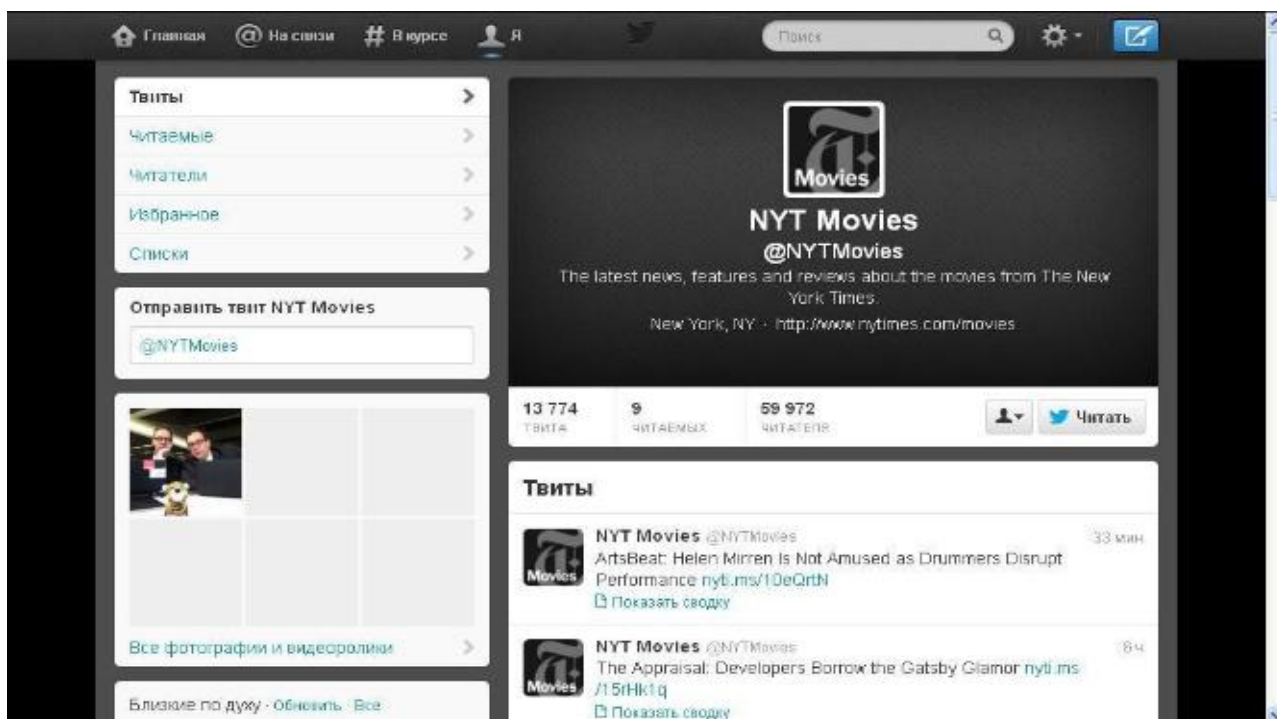 Главная На связи В курсе Я Поиск
Твиты
Читаемые
Читатели
Избранное
Списки
Отправить твит NYT Movies
@NYTMovies
Все фотографии и видеоролики
Близкие по духу · Обновить · Все
Movies
NYT Movies
@NYTMovies
The latest news, features and reviews about the movies from The New
York Times.
New York, NY · http://www.nytimes.com/movies
13 774 9 59 972
ТВИТА ЧИТАЕМЫХ ЧИТАТЕЛЯ
Читать
Твиты
NYT Movies @NYTMovies 33 мин
ArtsBeat: Helen Mirren Is Not Amused as Drummers Disrupt
Performance nyti.ms/10eQrtN
Movies
Показать сводку
NYT Movies @NYTMovies 8 ч
The Appraisal: Developers Borrow the Gatsby Glamor nyti.ms
/15rHk1q
Movies
Показать сводку